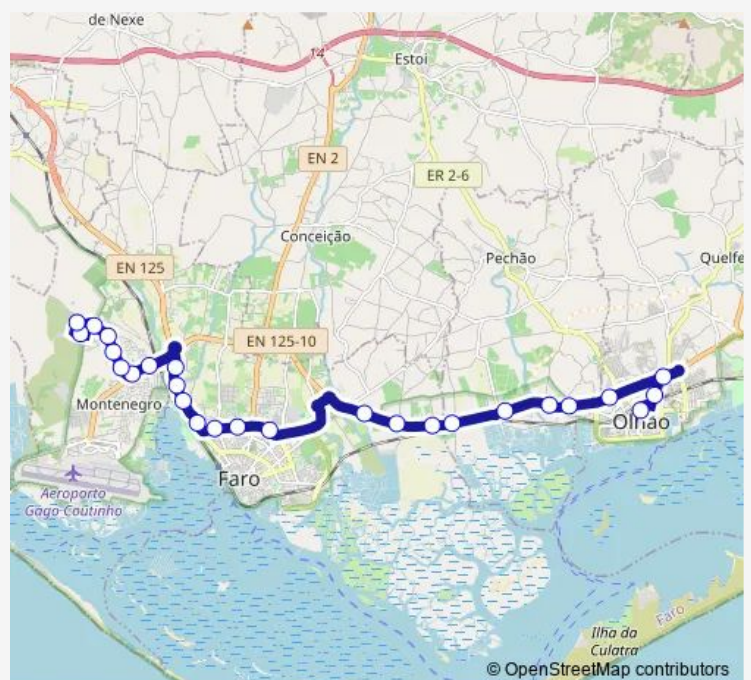 de Nexe
14
Estoi
EN 2
ER 2-6
Conceição
Pechão
Quelfe
EN 125
EN 125-10
Montenegro
Olhão
Faro
Aeroporto
Gago Coutinho
Faro
Ilha da
Culatra
© OpenStreetMap contributors